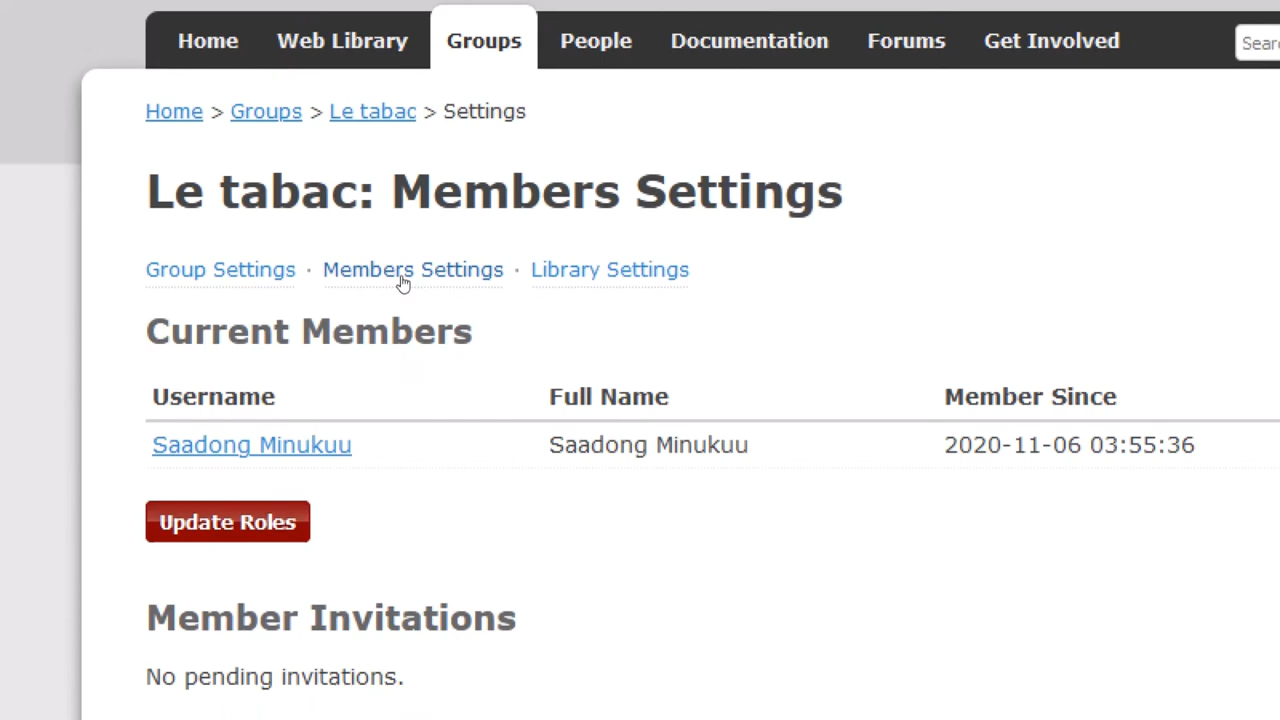 Home Web Library Groups People Documentation Forums Get Involved
Home > Groups > Le tabac > Settings
Le tabac: Members Settings
Group Settings · Members Settings · Library Settings
Current Members
Username Full Name Member Since
Saadong Minukuu Saadong Minukuu 2020-11-06 03:55:36
Update Roles
Member Invitations
No pending invitations.